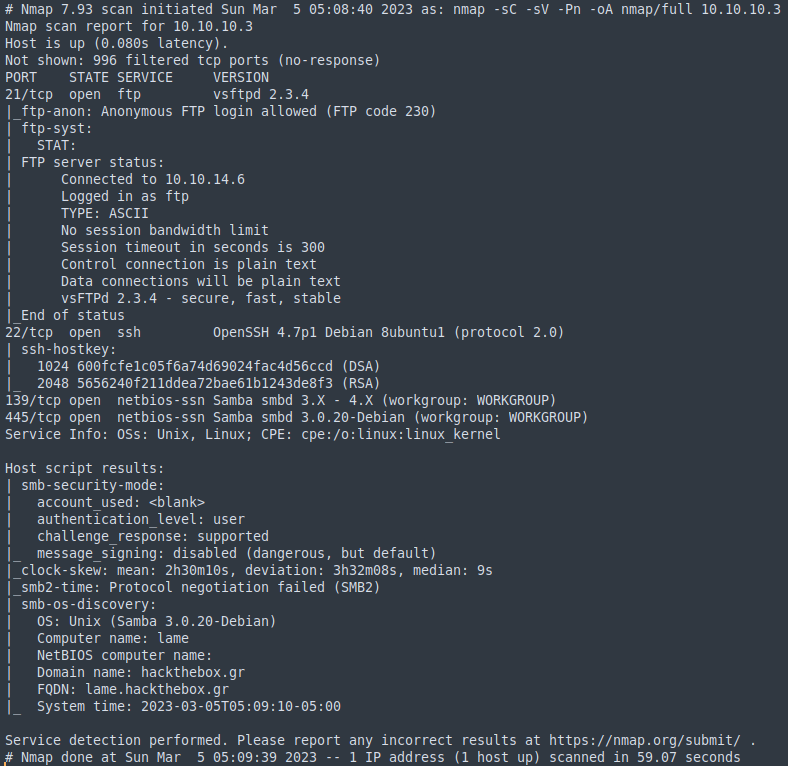 # Nmap 7.93 scan initiated Sun Mar  5 05:08:40 2023 as: nmap -sC -sV -Pn -oA nmap/full 10.10.10.3
Nmap scan report for 10.10.10.3
Host is up (0.080s latency).
Not shown: 996 filtered tcp ports (no-response)
PORT    STATE SERVICE     VERSION
21/tcp  open  ftp         vsftpd 2.3.4
|_ftp-anon: Anonymous FTP login allowed (FTP code 230)
| ftp-syst:
|   STAT:
| FTP server status:
|      Connected to 10.10.14.6
|      Logged in as ftp
|      TYPE: ASCII
|      No session bandwidth limit
|      Session timeout in seconds is 300
|      Control connection is plain text
|      Data connections will be plain text
|      vsFTPd 2.3.4 - secure, fast, stable
|_End of status
22/tcp  open  ssh         OpenSSH 4.7p1 Debian 8ubuntu1 (protocol 2.0)
| ssh-hostkey:
|   1024 600fcfe1c05f6a74d69024fac4d56ccd (DSA)
|_  2048 5656240f211ddea72bae61b1243de8f3 (RSA)
139/tcp open  netbios-ssn Samba smbd 3.X - 4.X (workgroup: WORKGROUP)
445/tcp open  netbios-ssn Samba smbd 3.0.20-Debian (workgroup: WORKGROUP)
Service Info: OSs: Unix, Linux; CPE: cpe:/o:linux:linux_kernel

Host script results:
| smb-security-mode:
|   account_used: <blank>
|   authentication_level: user
|   challenge_response: supported
|_  message_signing: disabled (dangerous, but default)
|_clock-skew: mean: 2h30m10s, deviation: 3h32m08s, median: 9s
|_smb2-time: Protocol negotiation failed (SMB2)
| smb-os-discovery:
|   OS: Unix (Samba 3.0.20-Debian)
|   Computer name: lame
|   NetBIOS computer name:
|   Domain name: hackthebox.gr
|   FQDN: lame.hackthebox.gr
|_  System time: 2023-03-05T05:09:10-05:00

Service detection performed. Please report any incorrect results at https://nmap.org/submit/ .
# Nmap done at Sun Mar  5 05:09:39 2023 -- 1 IP address (1 host up) scanned in 59.07 seconds